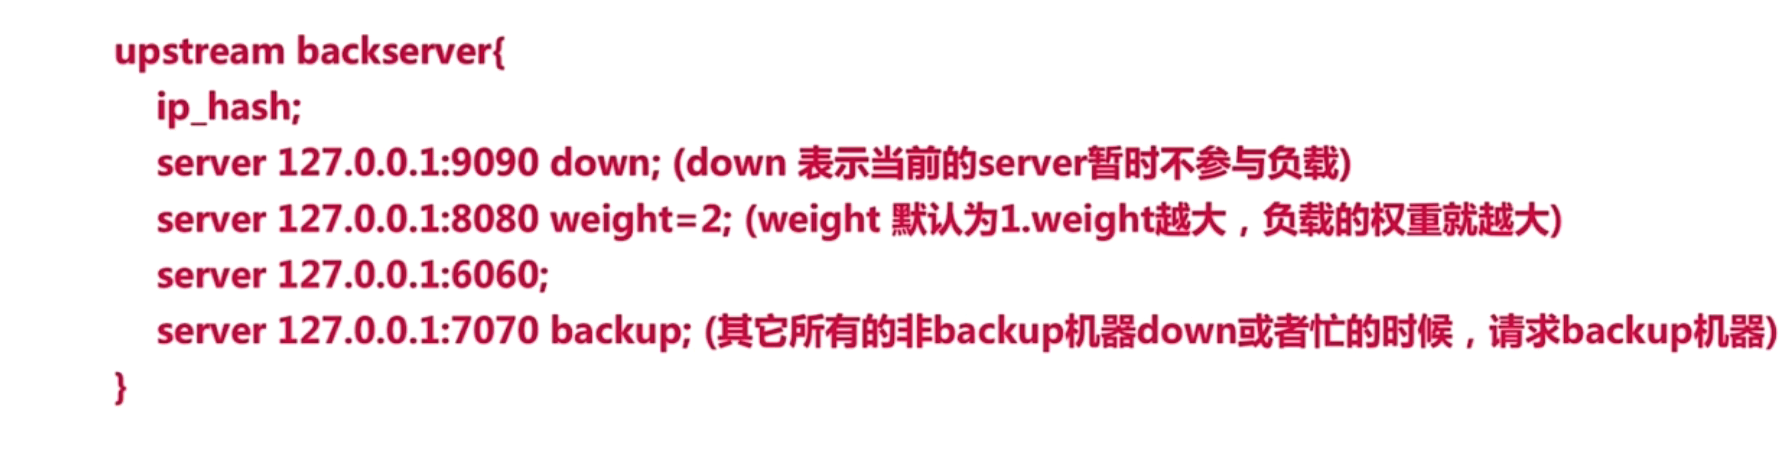 upstream backserver{
ip_hash;
server 127.0.0.1:9090 down; (down 表示当前的server暂时不参与负载)
server 127.0.0.1:8080 weight=2; (weight 默认为1.weight越大，负载的权重就越大)
server 127.0.0.1:6060;
server 127.0.0.1:7070 backup; (其它所有的非backup机器down或者忙的时候，请求backup机器)
}